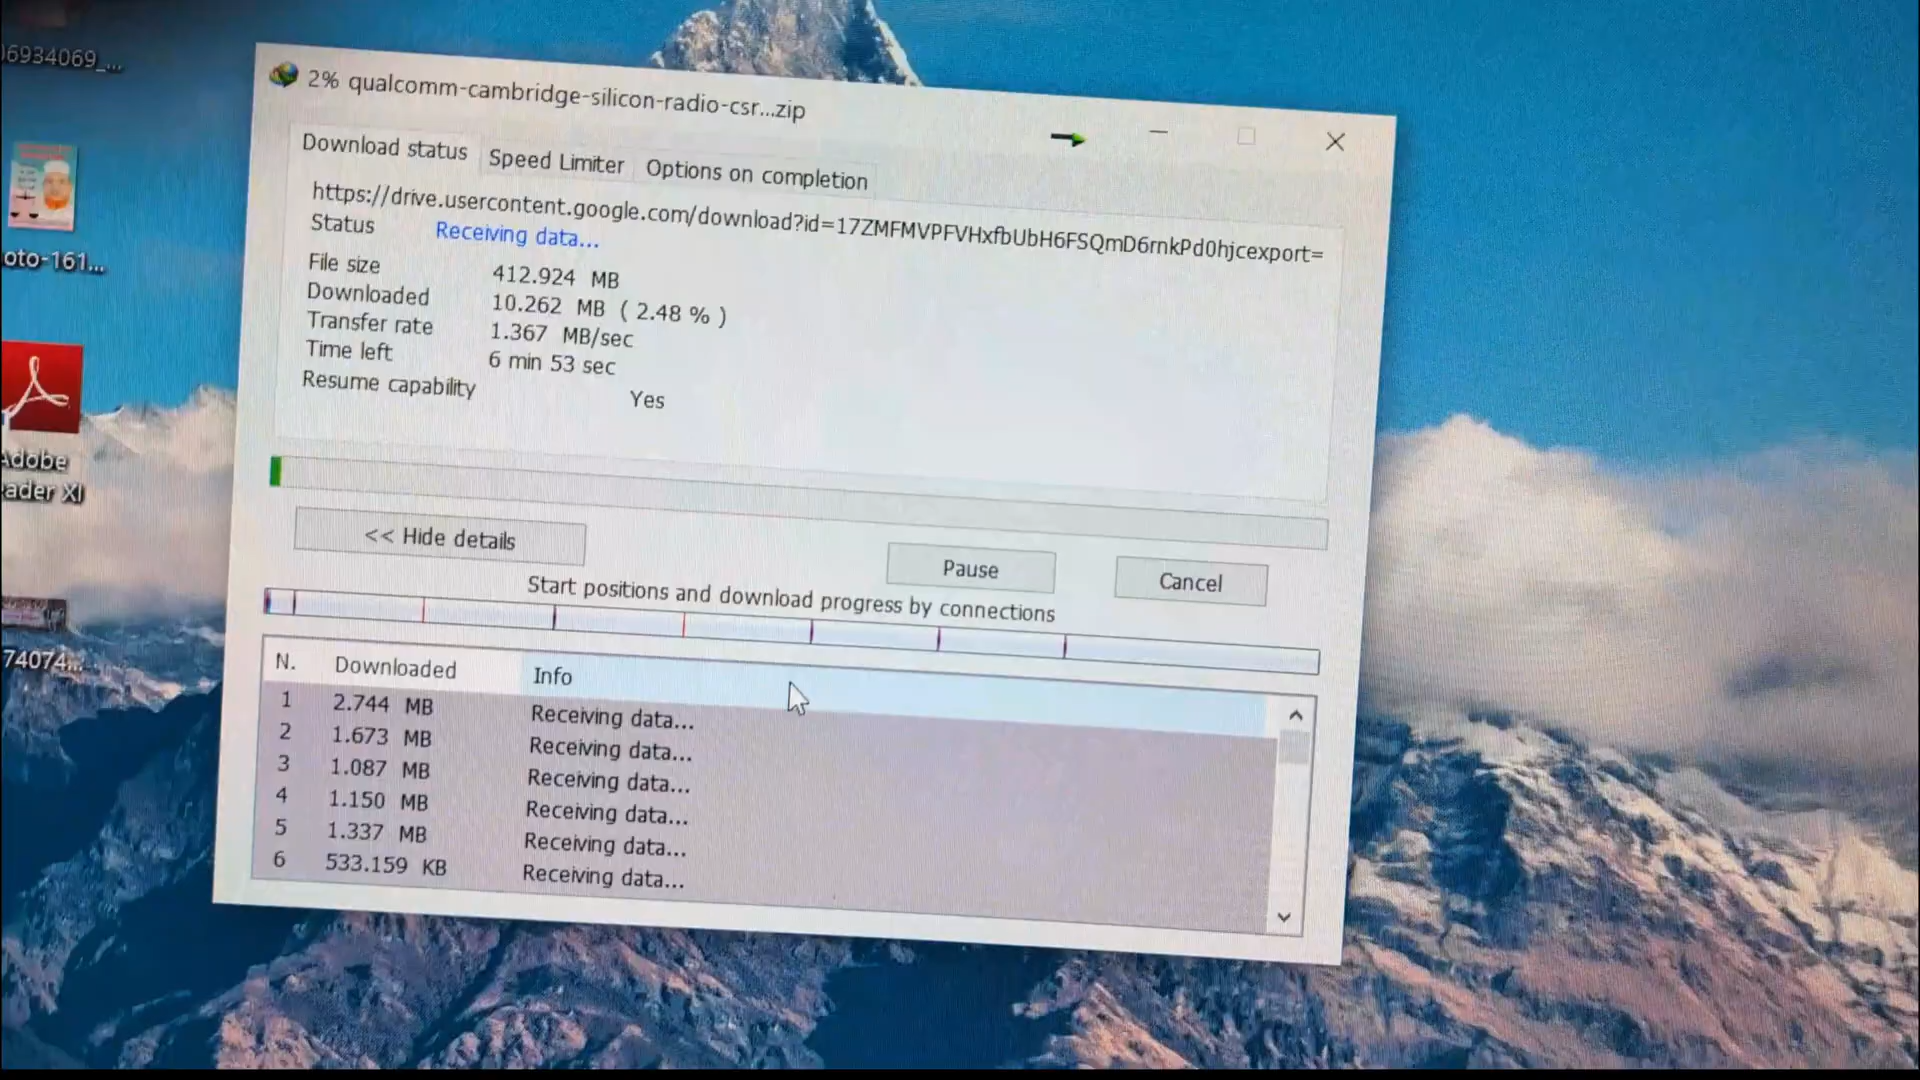 06934069_...
2% qualcomm-cambridge-silicon-radio-csr...zip
Download status Speed Limiter Options on completion
https://drive.usercontent.google.com/download?id=17ZMFMVPFVHxfbUbH6FSQmD6rnkPd0hjcexport=
Status Receiving data...
File size 412.924 MB
Downloaded 10.262 MB ( 2.48 % )
Transfer rate 1.367 MB/sec
Time left 6 min 53 sec
Resume capability Yes
oto-161...
Adobe
eader XI
<< Hide details
Pause Cancel
Start positions and download progress by connections
74074...
N. Downloaded Info
1 2.744 MB Receiving data...
2 1.673 MB Receiving data...
3 1.087 MB Receiving data...
4 1.150 MB Receiving data...
5 1.337 MB Receiving data...
6 533.159 KB Receiving data...